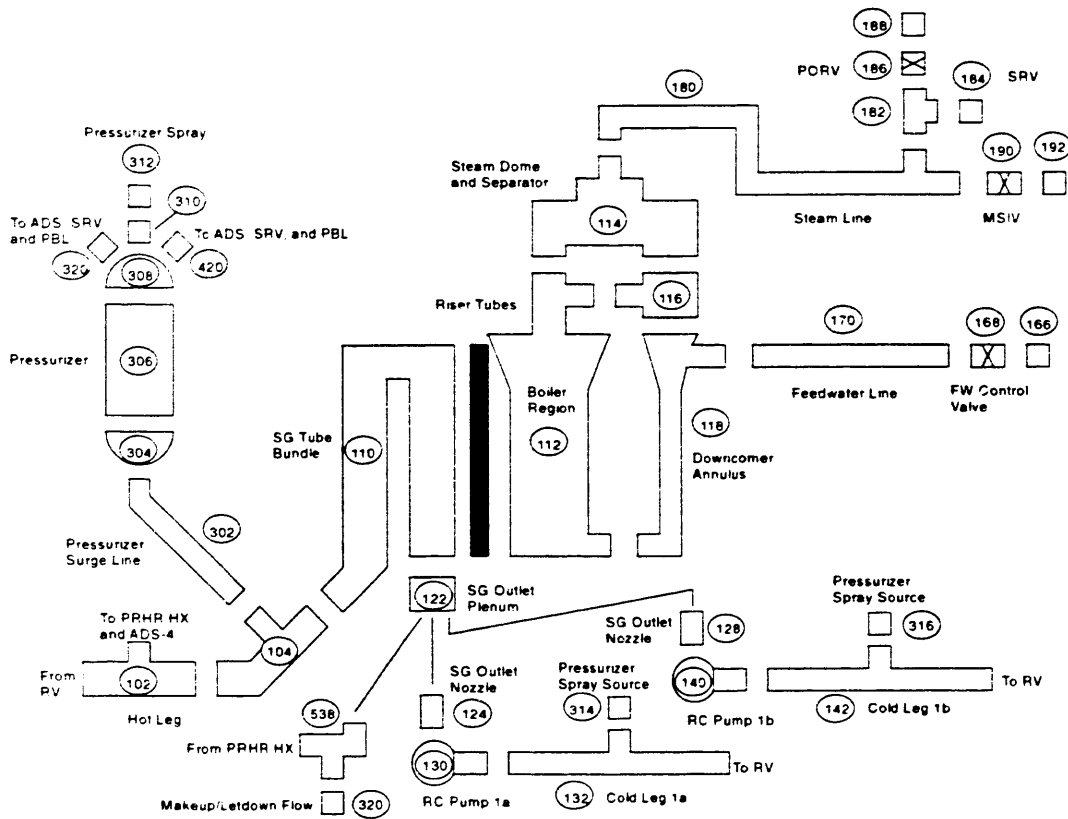 188
PORV
186
184
SRV
180
182
Pressurizer Spray
312
190
192
Steam Dome
and Separator
310
To ADS, SRV
and PBL
To ADS, SRV, and PBL
114
Steam Line
MSIV
320
308
420
Riser Tubes
116
170
168
166
Pressurizer
306
Boiler
Region
Feedwater Line
FW Control
Valve
SG Tube
Bundle
110
112
118
304
Downcomer
Annulus
302
Pressurizer
Surge Line
Pressurizer
Spray Source
122
SG Outlet
Plenum
To PRHR HX
and ADS-4
SG Outlet
Nozzle
128
316
104
SG Outlet
Nozzle
Pressurizer
Spray Source
From
RV
102
140
To RV
Hot Leg
538
124
314
RC Pump 1b
142
Cold Leg 1b
From PRHR HX
130
To RV
Makeup/Letdown Flow
320
RC Pump 1a
132
Cold Leg 1a